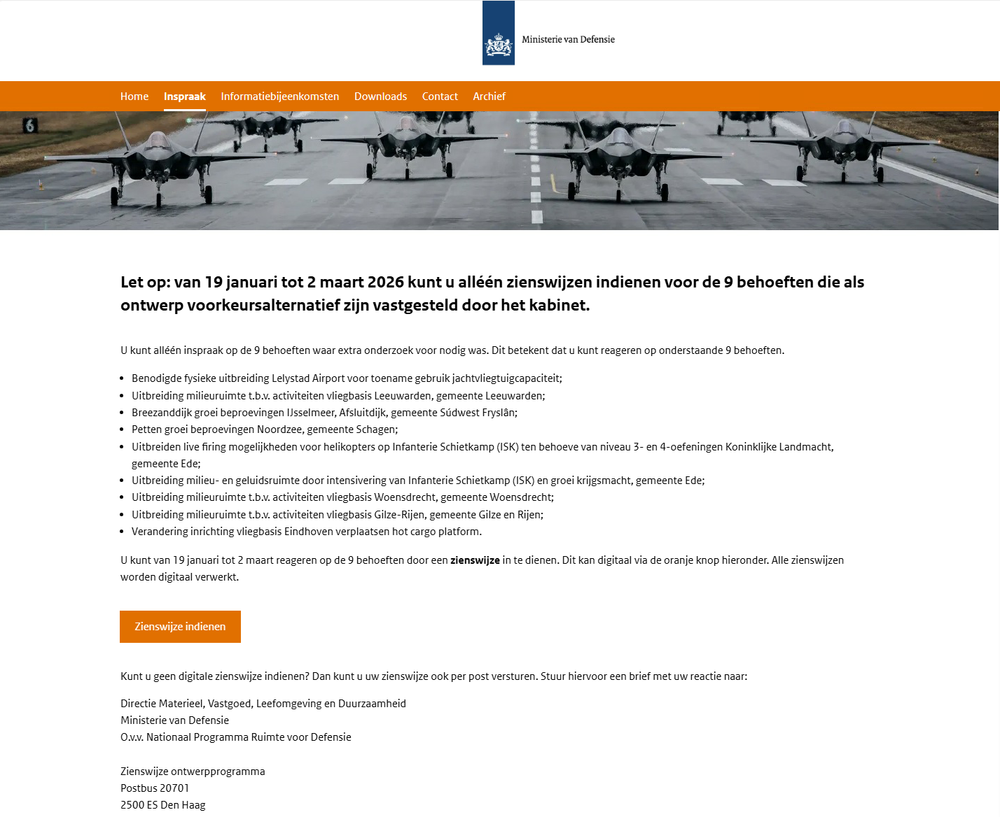 Ministerie van Defensie
Home Inspraak Informatiebijeenkomsten Downloads Contact Archief
6
Let op: van 19 januari tot 2 maart 2026 kunt u alléén zienswijzen indienen voor de 9 behoeften die als
ontwerp voorkeursalternatief zijn vastgesteld door het kabinet.
U kunt alléén inspraak op de 9 behoeften waar extra onderzoek voor nodig was. Dit betekent dat u kunt reageren op onderstaande 9 behoeften.
• Benodigde fysieke uitbreiding Lelystad Airport voor toename gebruik jachtvliegtuigcapaciteit;
• Uitbreiding milieuruimte t.b.v. activiteiten vliegbasis Leeuwarden, gemeente Leeuwarden;
• Breezanddijk groei beproevingen IJsselmeer, Afsluitdijk, gemeente Súdwest Fryslân;
• Petten groei beproevingen Noordzee, gemeente Schagen;
• Uitbreiden live firing mogelijkheden voor helikopters op Infanterie Schietkamp (ISK) ten behoeve van niveau 3- en 4-oefeningen Koninklijke Landmacht,
gemeente Ede;
• Uitbreiding milieu- en geluidsruimte door intensivering van Infanterie Schietkamp (ISK) en groei krijgsmacht, gemeente Ede;
• Uitbreiding milieuruimte t.b.v. activiteiten vliegbasis Woensdrecht, gemeente Woensdrecht;
• Uitbreiding milieuruimte t.b.v. activiteiten vliegbasis Gilze-Rijen, gemeente Gilze en Rijen;
• Verandering inrichting vliegbasis Eindhoven verplaatsen hot cargo platform.
U kunt van 19 januari tot 2 maart reageren op de 9 behoeften door een zienswijze in te dienen. Dit kan digitaal via de oranje knop hieronder. Alle zienswijzen
worden digitaal verwerkt.
Zienswijze indienen
Kunt u geen digitale zienswijze indienen? Dan kunt u uw zienswijze ook per post versturen. Stuur hiervoor een brief met uw reactie naar:
Directie Materieel, Vastgoed, Leefomgeving en Duurzaamheid
Ministerie van Defensie
O.v.v. Nationaal Programma Ruimte voor Defensie
Zienswijze ontwerpprogramma
Postbus 20701
2500 ES Den Haag